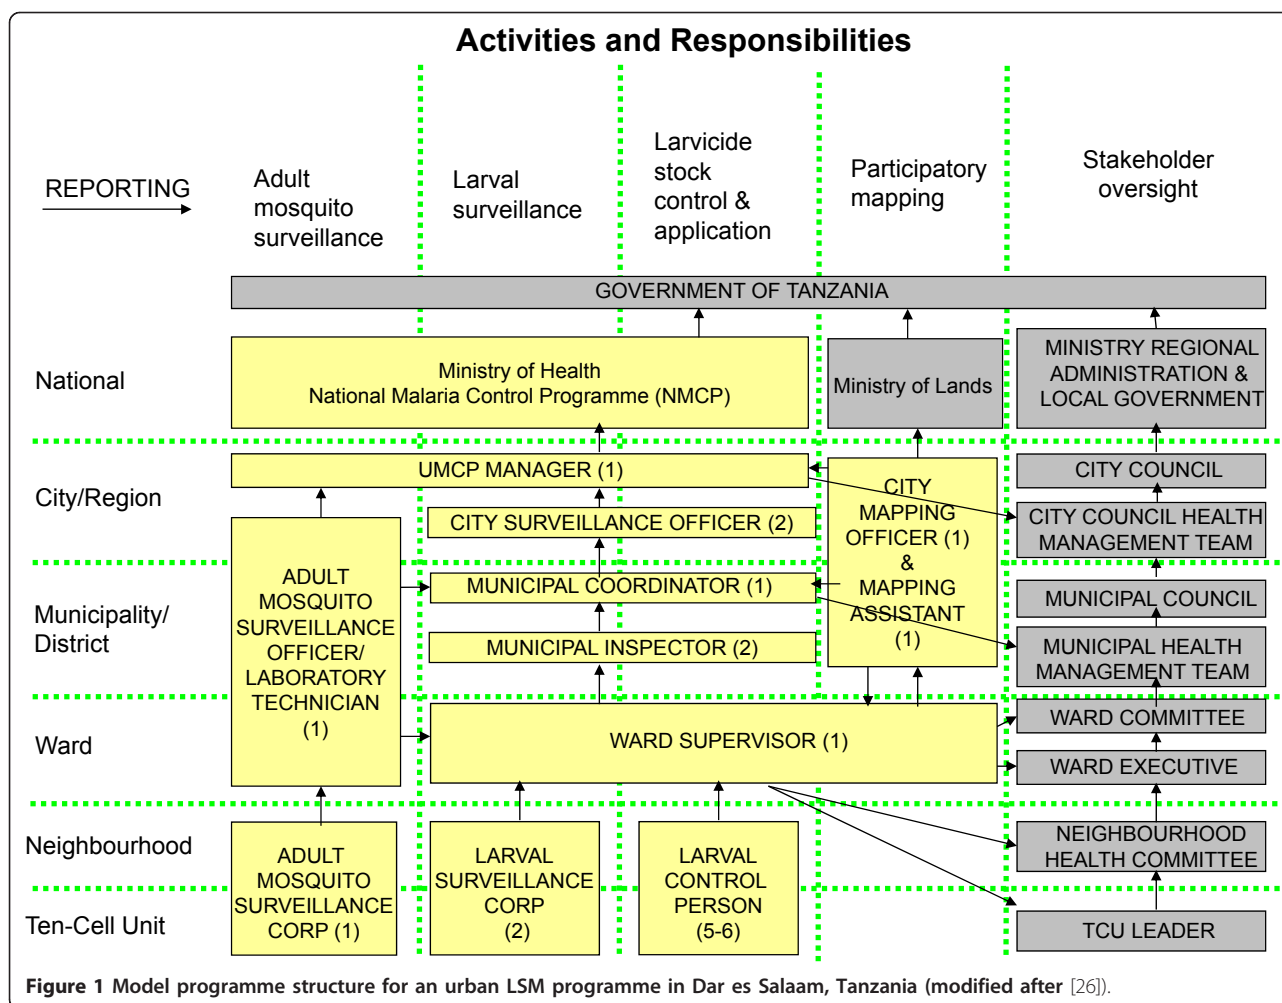 Activities and Responsibilities
REPORTING
Adult
mosquito
surveillance
Larval
surveillance
Larvicide
stock
control &
application
Participatory
mapping
Stakeholder
oversight
GOVERNMENT OF TANZANIA
National
Ministry of Health
National Malaria Control Programme (NMCP)
Ministry of Lands
MINISTRY REGIONAL
ADMINISTRATION &
LOCAL GOVERNMENT
City/Region
UMCP MANAGER (1)
CITY SURVEILLANCE OFFICER (2)
CITY
MAPPING
OFFICER (1)
&
MAPPING
ASSISTANT
(1)
CITY COUNCIL
CITY COUNCIL HEALTH
MANAGEMENT TEAM
Municipality/
District
ADULT
MOSQUITO
SURVEILLANCE
OFFICER/
LABORATORY
TECHNICIAN
(1)
MUNICIPAL COORDINATOR (1)
MUNICIPAL INSPECTOR (2)
MUNICIPAL COUNCIL
MUNICIPAL HEALTH
MANAGEMENT TEAM
Ward
WARD SUPERVISOR (1)
WARD COMMITTEE
WARD EXECUTIVE
Neighbourhood
Ten-Cell Unit
ADULT
MOSQUITO
SURVEILLANCE
CORP (1)
LARVAL
SURVEILLANCE
CORP
(2)
LARVAL
CONTROL
PERSON
(5-6)
NEIGHBOURHOOD
HEALTH COMMITTEE
TCU LEADER
Figure 1 Model programme structure for an urban LSM programme in Dar es Salaam, Tanzania (modified after [26]).